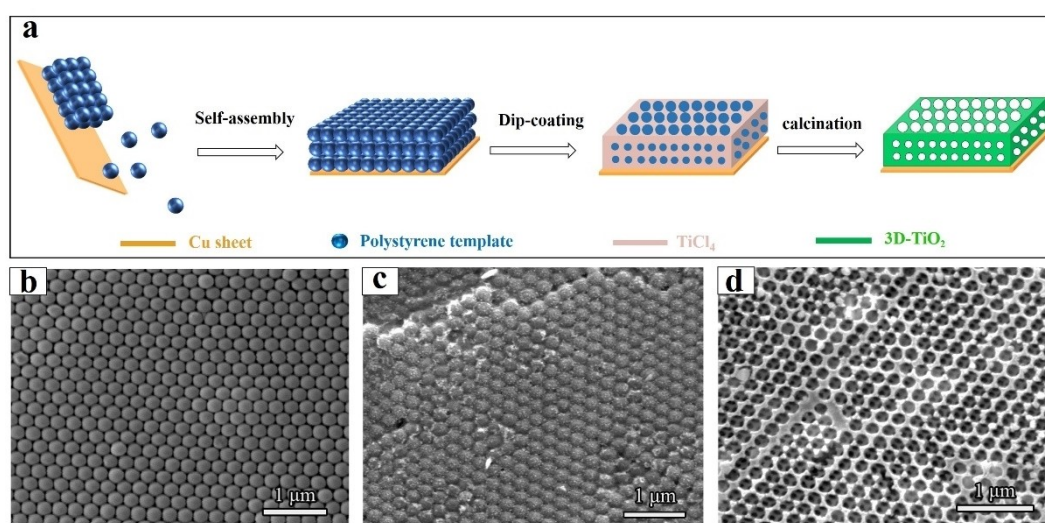 a
Self-assembly
Dip-coating
calcination
Cu sheet
Polystyrene template
TiCl₄
3D-TiO₂
b
1 μm
c
1 μm
d
1 μm